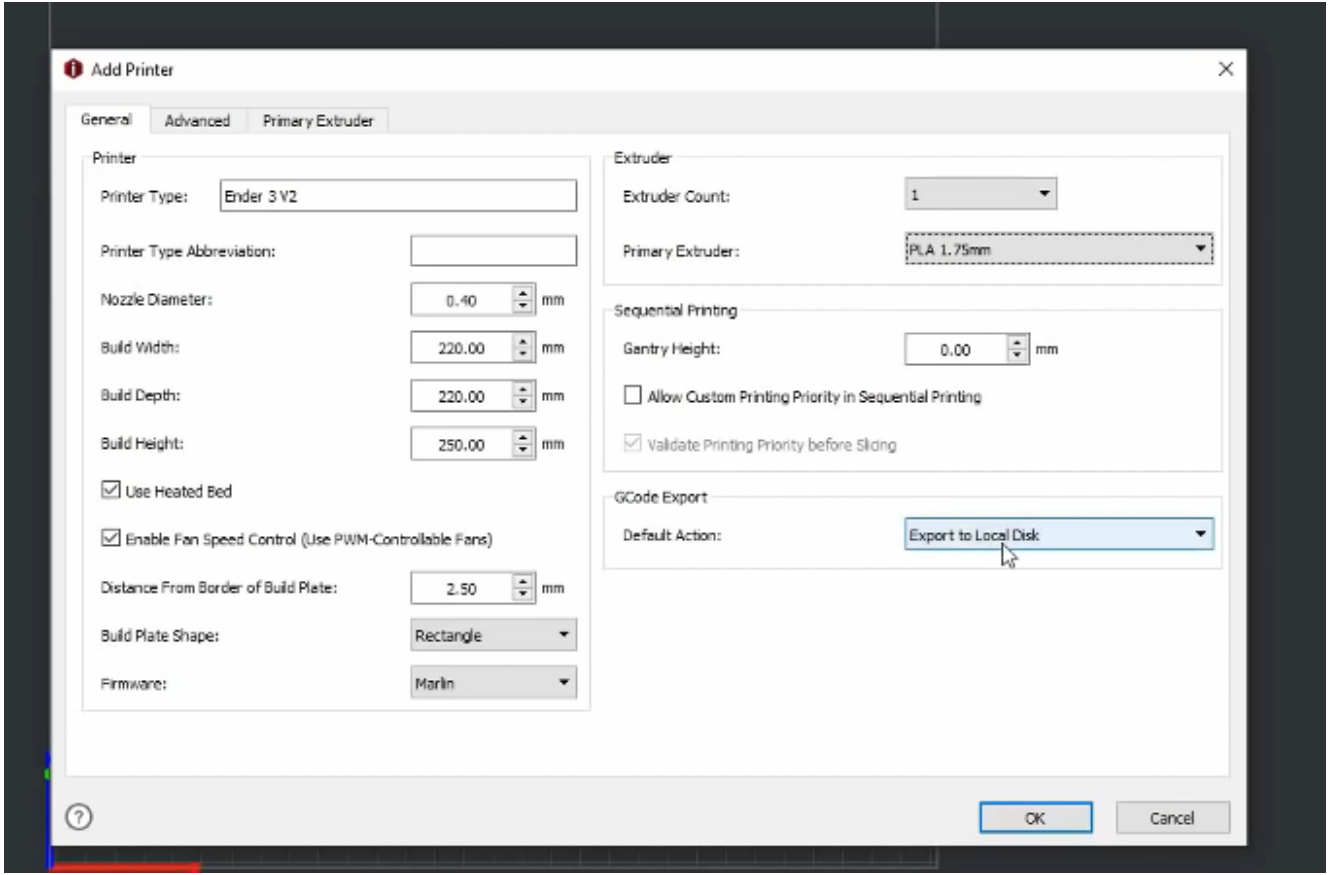 Add Printer
General Advanced Primary Extruder
Printer
Printer Type: Ender 3 V2
Printer Type Abbreviation:
Nozzle Diameter: 0.40 mm
Build Width: 220.00 mm
Build Depth: 220.00 mm
Build Height: 250.00 mm
Use Heated Bed
Enable Fan Speed Control (Use PWM-Controllable Fans)
Distance From Border of Build Plate: 2.50 mm
Build Plate Shape: Rectangle
Firmware: Marlin
Extruder
Extruder Count: 1
Primary Extruder: PLA 1.75mm
Sequential Printing
Gantry Height: 0.00 mm
Allow Custom Printing Priority in Sequential Printing
Validate Printing Priority before Slicing
GCode Export
Default Action: Export to Local Disk
? OK Cancel